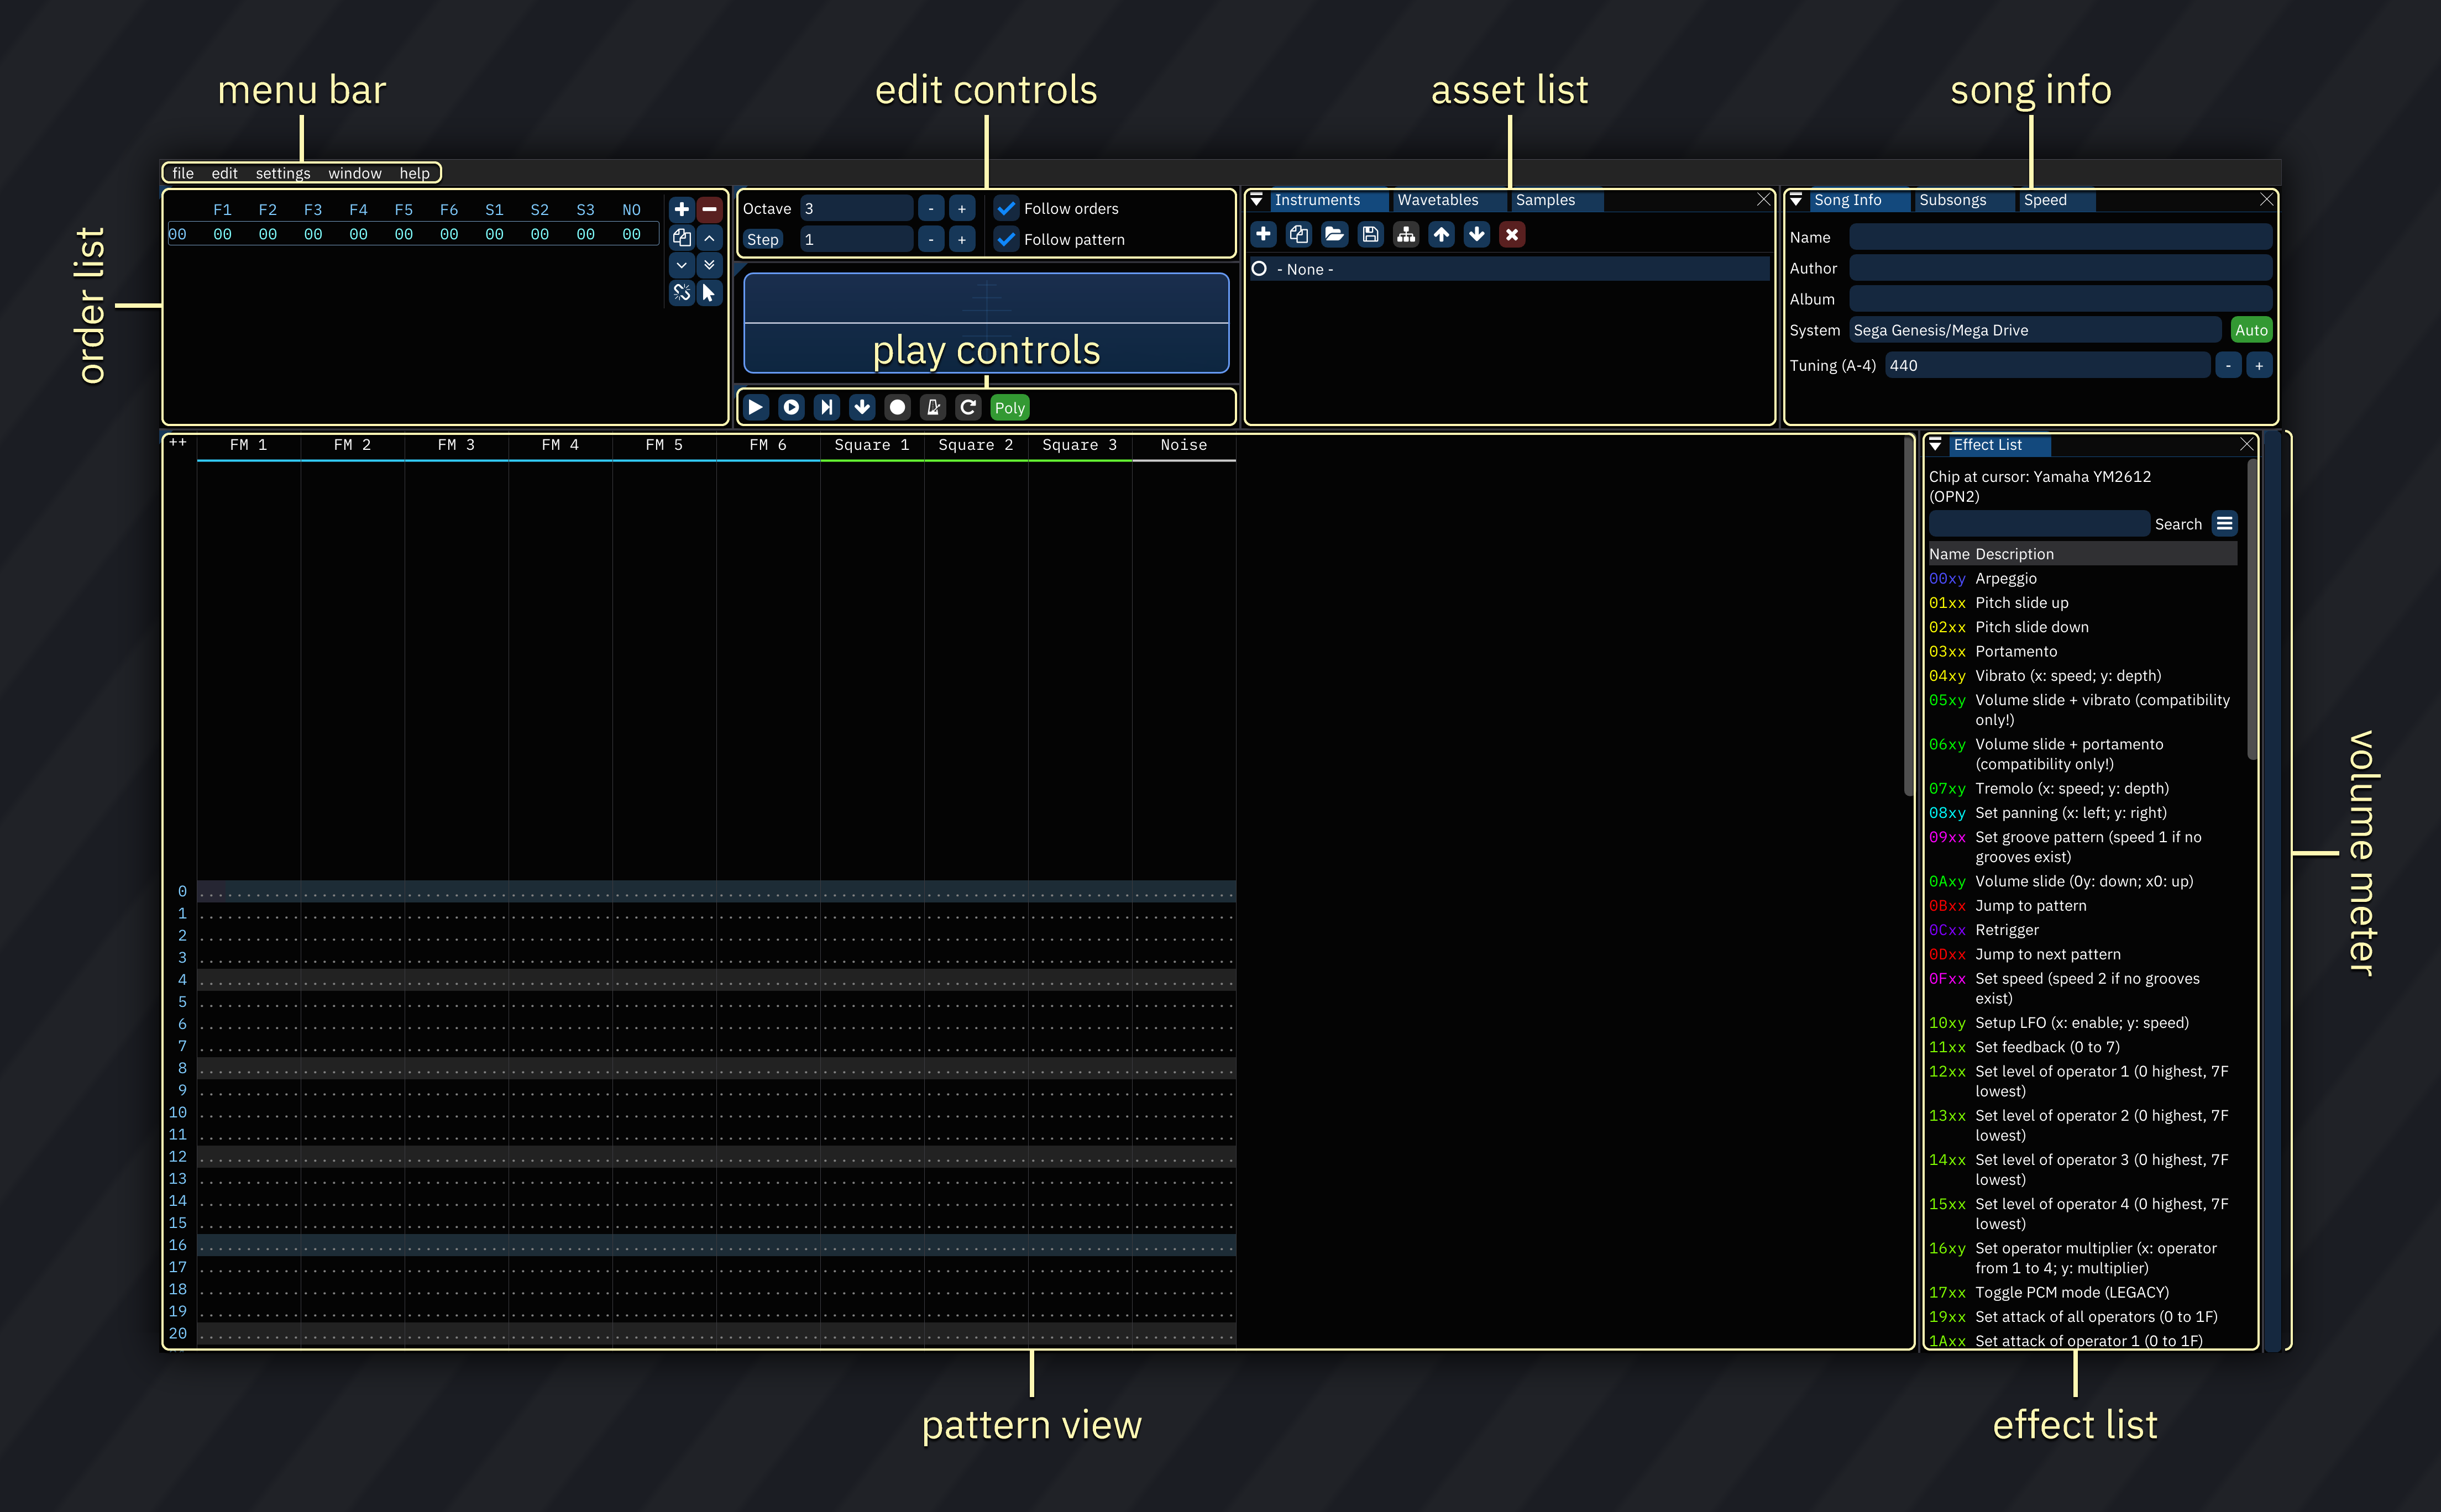 menu bar
edit controls
asset list
song info
file edit settings window help
order list
F1 F2 F3 F4 F5 F6 S1 S2 S3 NO
00 00 00 00 00 00 00 00 00 00 00
Octave 3 - + Follow orders
Step 1 - + Follow pattern
play controls
Poly
Instruments Wavetables Samples
- None -
Song Info Subsongs Speed
Name
Author
Album
System Sega Genesis/Mega Drive Auto
Tuning (A-4) 440 - +
++ FM 1 FM 2 FM 3 FM 4 FM 5 FM 6 Square 1 Square 2 Square 3 Noise
0
1
2
3
4
5
6
7
8
9
10
11
12
13
14
15
16
17
18
19
20
Effect List
Chip at cursor: Yamaha YM2612
(OPN2)
Search
Name Description
00xy Arpeggio
01xx Pitch slide up
02xx Pitch slide down
03xx Portamento
04xy Vibrato (x: speed; y: depth)
05xy Volume slide + vibrato (compatibility
only!)
06xy Volume slide + portamento
(compatibility only!)
07xy Tremolo (x: speed; y: depth)
08xy Set panning (x: left; y: right)
09xx Set groove pattern (speed 1 if no
grooves exist)
0Axy Volume slide (0y: down; x0: up)
0Bxx Jump to pattern
0Cxx Retrigger
0Dxx Jump to next pattern
0Fxx Set speed (speed 2 if no grooves
exist)
10xy Setup LFO (x: enable; y: speed)
11xx Set feedback (0 to 7)
12xx Set level of operator 1 (0 highest, 7F
lowest)
13xx Set level of operator 2 (0 highest, 7F
lowest)
14xx Set level of operator 3 (0 highest, 7F
lowest)
15xx Set level of operator 4 (0 highest, 7F
lowest)
16xy Set operator multiplier (x: operator
from 1 to 4; y: multiplier)
17xx Toggle PCM mode (LEGACY)
19xx Set attack of all operators (0 to 1F)
1Axx Set attack of operator 1 (0 to 1F)
volume meter
pattern view
effect list